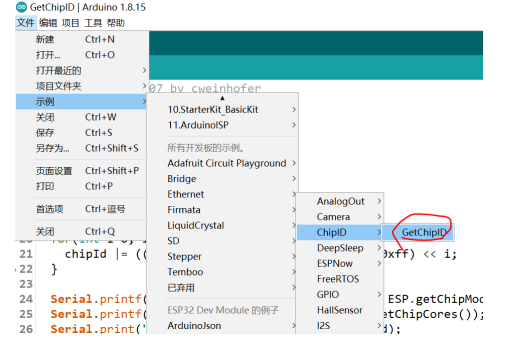 GetChipID | Arduino 1.8.15
文件 编辑 项目 工具 帮助
新建 Ctrl+N
打开... Ctrl+O
打开最近的
项目文件夹
示例
关闭 Ctrl+W
保存 Ctrl+S
另存为... Ctrl+Shift+S
页面设置 Ctrl+Shift+P
打印 Ctrl+P
首选项 Ctrl+逗号
关闭 Ctrl+Q
07 by cweinhofer
10.StarterKit_BasicKit
11.ArduinoISP
所有开发板的示例。
Adafruit Circuit Playground
Bridge
Ethernet
Firmata
LiquidCrystal
SD
Stepper
Temboo
已弃用
ESP32 Dev Module 的例子
ArduinoJson
AnalogOut
Camera
ChipID
DeepSleep
ESPNow
FreeRTOS
GPIO
HallSensor
I2S
GetChipID
21 chipId |= (( 0xff) << i;
22 }
23
24 Serial.printf( ESP.getChipMod
25 Serial.printf( etChipCores());
26 Serial.print(" d);